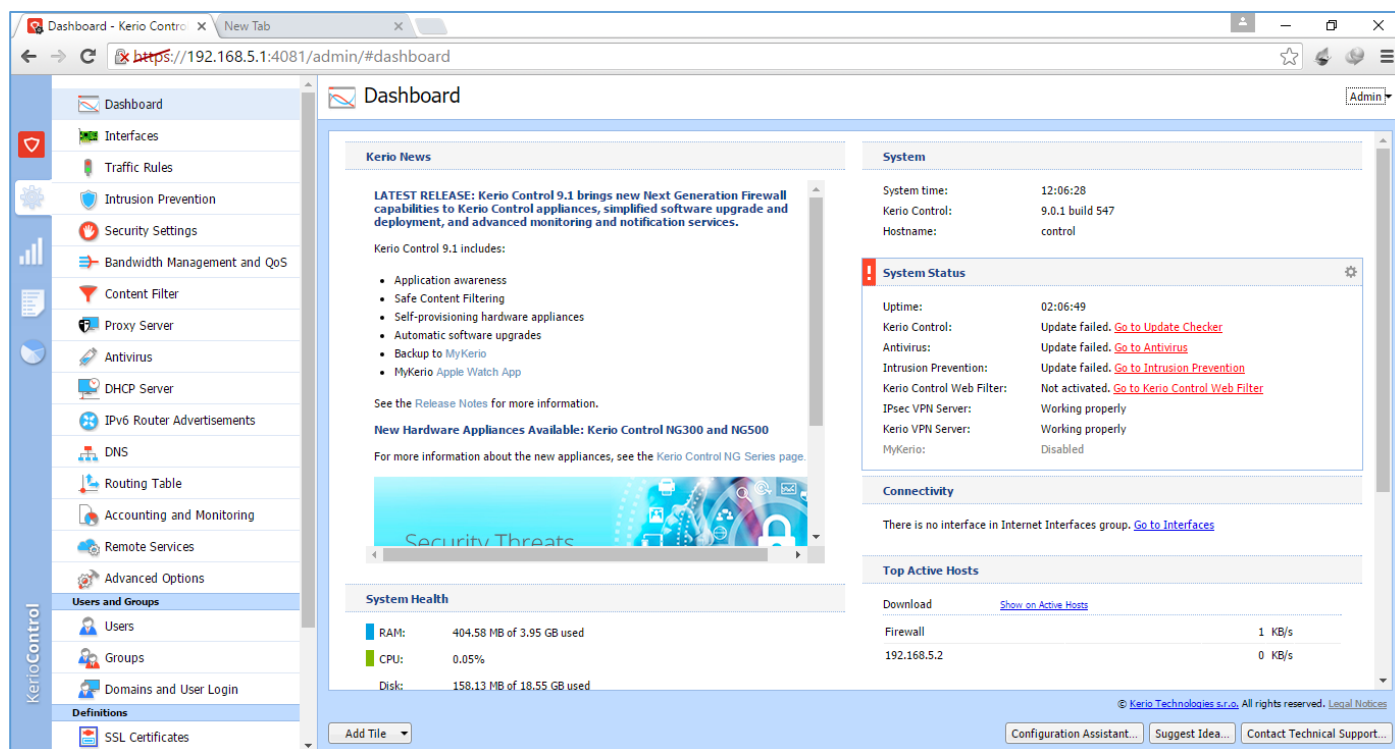 Dashboard - Kerio Contro
New Tab
https://192.168.5.1:4081/admin/#dashboard
Dashboard
Interfaces
Traffic Rules
Intrusion Prevention
Security Settings
Bandwidth Management and QoS
Content Filter
Proxy Server
Antivirus
DHCP Server
IPv6 Router Advertisements
DNS
Routing Table
Accounting and Monitoring
Remote Services
Advanced Options
Users and Groups
Users
Groups
Domains and User Login
Definitions
SSL Certificates
KerioControl
Dashboard
Admin
Kerio News
LATEST RELEASE: Kerio Control 9.1 brings new Next Generation Firewall
capabilities to Kerio Control appliances, simplified software upgrade and
deployment, and advanced monitoring and notification services.
Kerio Control 9.1 includes:
• Application awareness
• Safe Content Filtering
• Self-provisioning hardware appliances
• Automatic software upgrades
• Backup to MyKerio
• MyKerio Apple Watch App
See the Release Notes for more information.
New Hardware Appliances Available: Kerio Control NG300 and NG500
For more information about the new appliances, see the Kerio Control NG Series page.
Security Threats
System Health
RAM: 404.58 MB of 3.95 GB used
CPU: 0.05%
Disk: 158.13 MB of 18.55 GB used
System
System time: 12:06:28
Kerio Control: 9.0.1 build 547
Hostname: control
System Status
Uptime: 02:06:49
Kerio Control: Update failed. Go to Update Checker
Antivirus: Update failed. Go to Antivirus
Intrusion Prevention: Update failed. Go to Intrusion Prevention
Kerio Control Web Filter: Not activated. Go to Kerio Control Web Filter
IPsec VPN Server: Working properly
Kerio VPN Server: Working properly
MyKerio: Disabled
Connectivity
There is no interface in Internet Interfaces group. Go to Interfaces
Top Active Hosts
Download Show on Active Hosts
Firewall 1 KB/s
192.168.5.2 0 KB/s
© Kerio Technologies s.r.o. All rights reserved. Legal Notices
Add Tile
Configuration Assistant...
Suggest Idea...
Contact Technical Support...